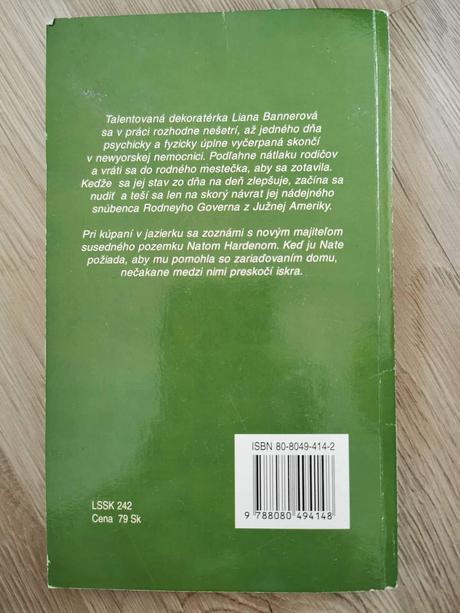 Talentovaná dekoratérka Liana Bannerová
sa v práci rozhodne nešetrí, až jedného dňa
psychicky a fyzicky úplne vyčerpaná skončí
v newyorskej nemocnici. Podľahne nátlaku rodičov
a vráti sa do rodného mestečka, aby sa zotavila.
Keďže sa jej stav zo dňa na deň zlepšuje, začína sa
nudiť a teší sa len na skorý návrat jej nádejného
snúbenca Rodneyho Governa z Južnej Ameriky.
Pri kúpaní v jazierku sa zoznámi s novým majiteľom
susedného pozemku Natom Hardenom. Keď ju Nate
požiada, aby mu pomohla so zariaďovaním domu,
nečakane medzi nimi preskočí iskra.
ISBN 80-8049-414-2
9 788080 494148
LSSK 242
Cena 79 Sk